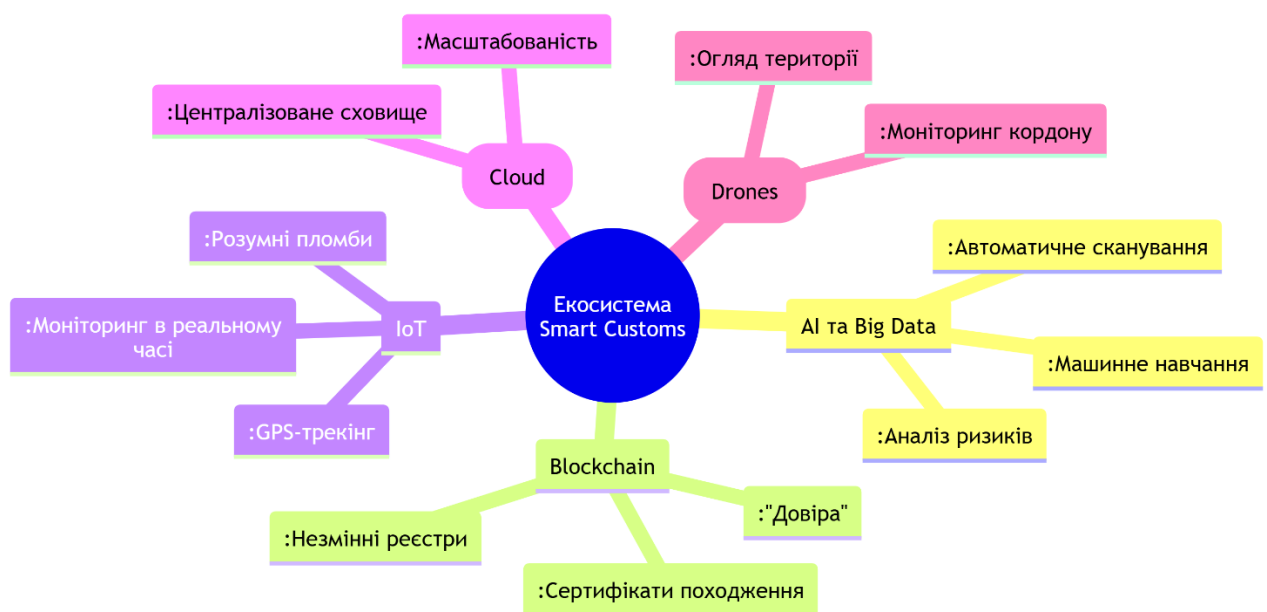 :Масштабованість
:Огляд території
:Централізоване сховище
:Моніторинг кордону
Cloud
Drones
:Розумні пломби
:Автоматичне сканування
Екосистема
Smart Customs
:Моніторинг в реальному
часі
IoT
AI та Big Data
:Машинне навчання
:GPS-трекінг
:Аналіз ризиків
Blockchain
:"Довіра"
:Незмінні реєстри
:Сертифікати походження